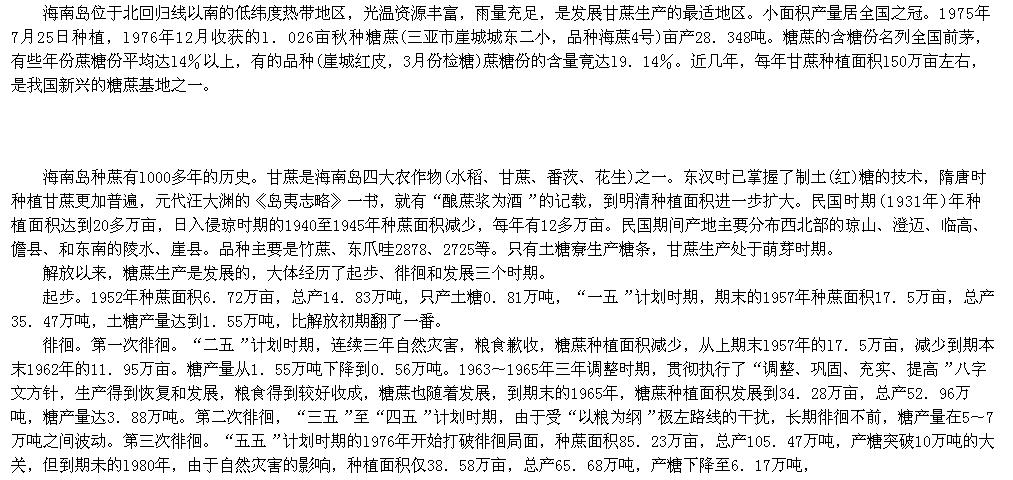 海南岛位于北回归线以南的低纬度热带地区，光温资源丰富，雨量充足，是发展甘蔗生产的最适地区。小面积产量居全国之冠。1975年
7月25日种植，1976年12月收获的1．026亩秋种糖蔗(三亚市崖城城东二小，品种海蔗4号)亩产28．348吨。糖蔗的含糖份名列全国前茅，
有些年份蔗糖份平均达14％以上，有的品种(崖城红皮，3月份检糖)蔗糖份的含量竟达19．14％。近几年，每年甘蔗种植面积150万亩左右，
是我国新兴的糖蔗基地之一。
海南岛种蔗有1000多年的历史。甘蔗是海南岛四大农作物(水稻、甘蔗、番茨、花生)之一。东汉时已掌握了制土(红)糖的技术，隋唐时
种植甘蔗更加普遍，元代汪大渊的《岛夷志略》一书，就有“酿蔗浆为酒”的记载，到明清种植面积进一步扩大。民国时期(1931年)年种
植面积达到20多万亩，日入侵琼时期的1940至1945年种蔗面积减少，每年有12多万亩。民国期间产地主要分布西北部的琼山、澄迈、临高、
儋县、和东南的陵水、崖县。品种主要是竹蔗、东爪哇2878、2725等。只有土糖寮生产糖条，甘蔗生产处于萌芽时期。
解放以来，糖蔗生产是发展的，大体经历了起步、徘徊和发展三个时期。
起步。1952年种蔗面积6．72万亩，总产14．83万吨，只产土糖0．81万吨，“一五”计划时期，期末的1957年种蔗面积17．5万亩，总产
35．47万吨，土糖产量达到1．55万吨，比解放初期翻了一番。
徘徊。第一次徘徊。“二五”计划时期，连续三年自然灾害，粮食歉收，糖蔗种植面积减少，从上期末1957年的17．5万亩，减少到期本
末1962年的11．95万亩。糖产量从1．55万吨下降到0．56万吨。1963～1965年三年调整时期，贯彻执行了“调整、巩固、充实、提高”八字
文方针，生产得到恢复和发展，粮食得到较好收成，糖蔗也随着发展，到期末的1965年，糖蔗种植面积发展到34．28万亩，总产52．96万
吨，糖产量达3．88万吨。第二次徘徊，“三五”至“四五”计划时期，由于受“以粮为纲”极左路线的干扰，长期徘徊不前，糖产量在5～7
万吨之间波动。第三次徘徊。“五五”计划时期的1976年开始打破徘徊局面，种蔗面积85．23万亩，总产105．47万吨，产糖突破10万吨的大
关，但到期未的1980年，由于自然灾害的影响，种植面积仅38．58万亩，总产65．68万吨，产糖下降至6．17万吨，